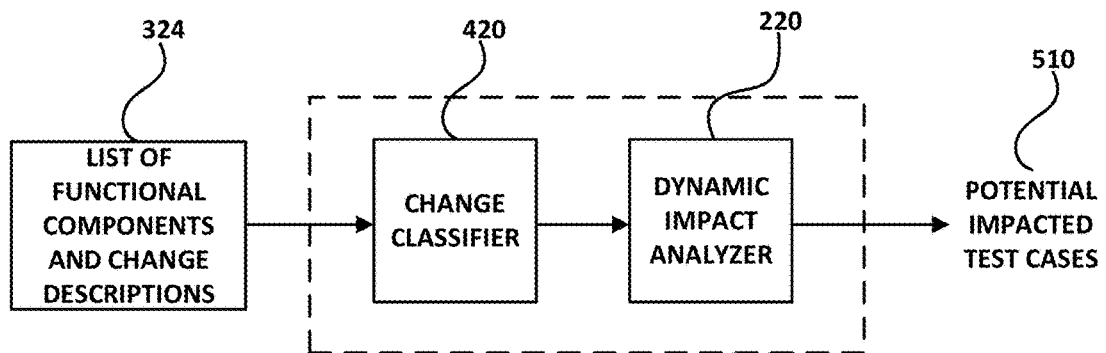 324
420
220
510
LIST OF
FUNCTIONAL
COMPONENTS
AND CHANGE
DESCRIPTIONS
CHANGE
CLASSIFIER
DYNAMIC
IMPACT
ANALYZER
POTENTIAL
IMPACTED
TEST CASES